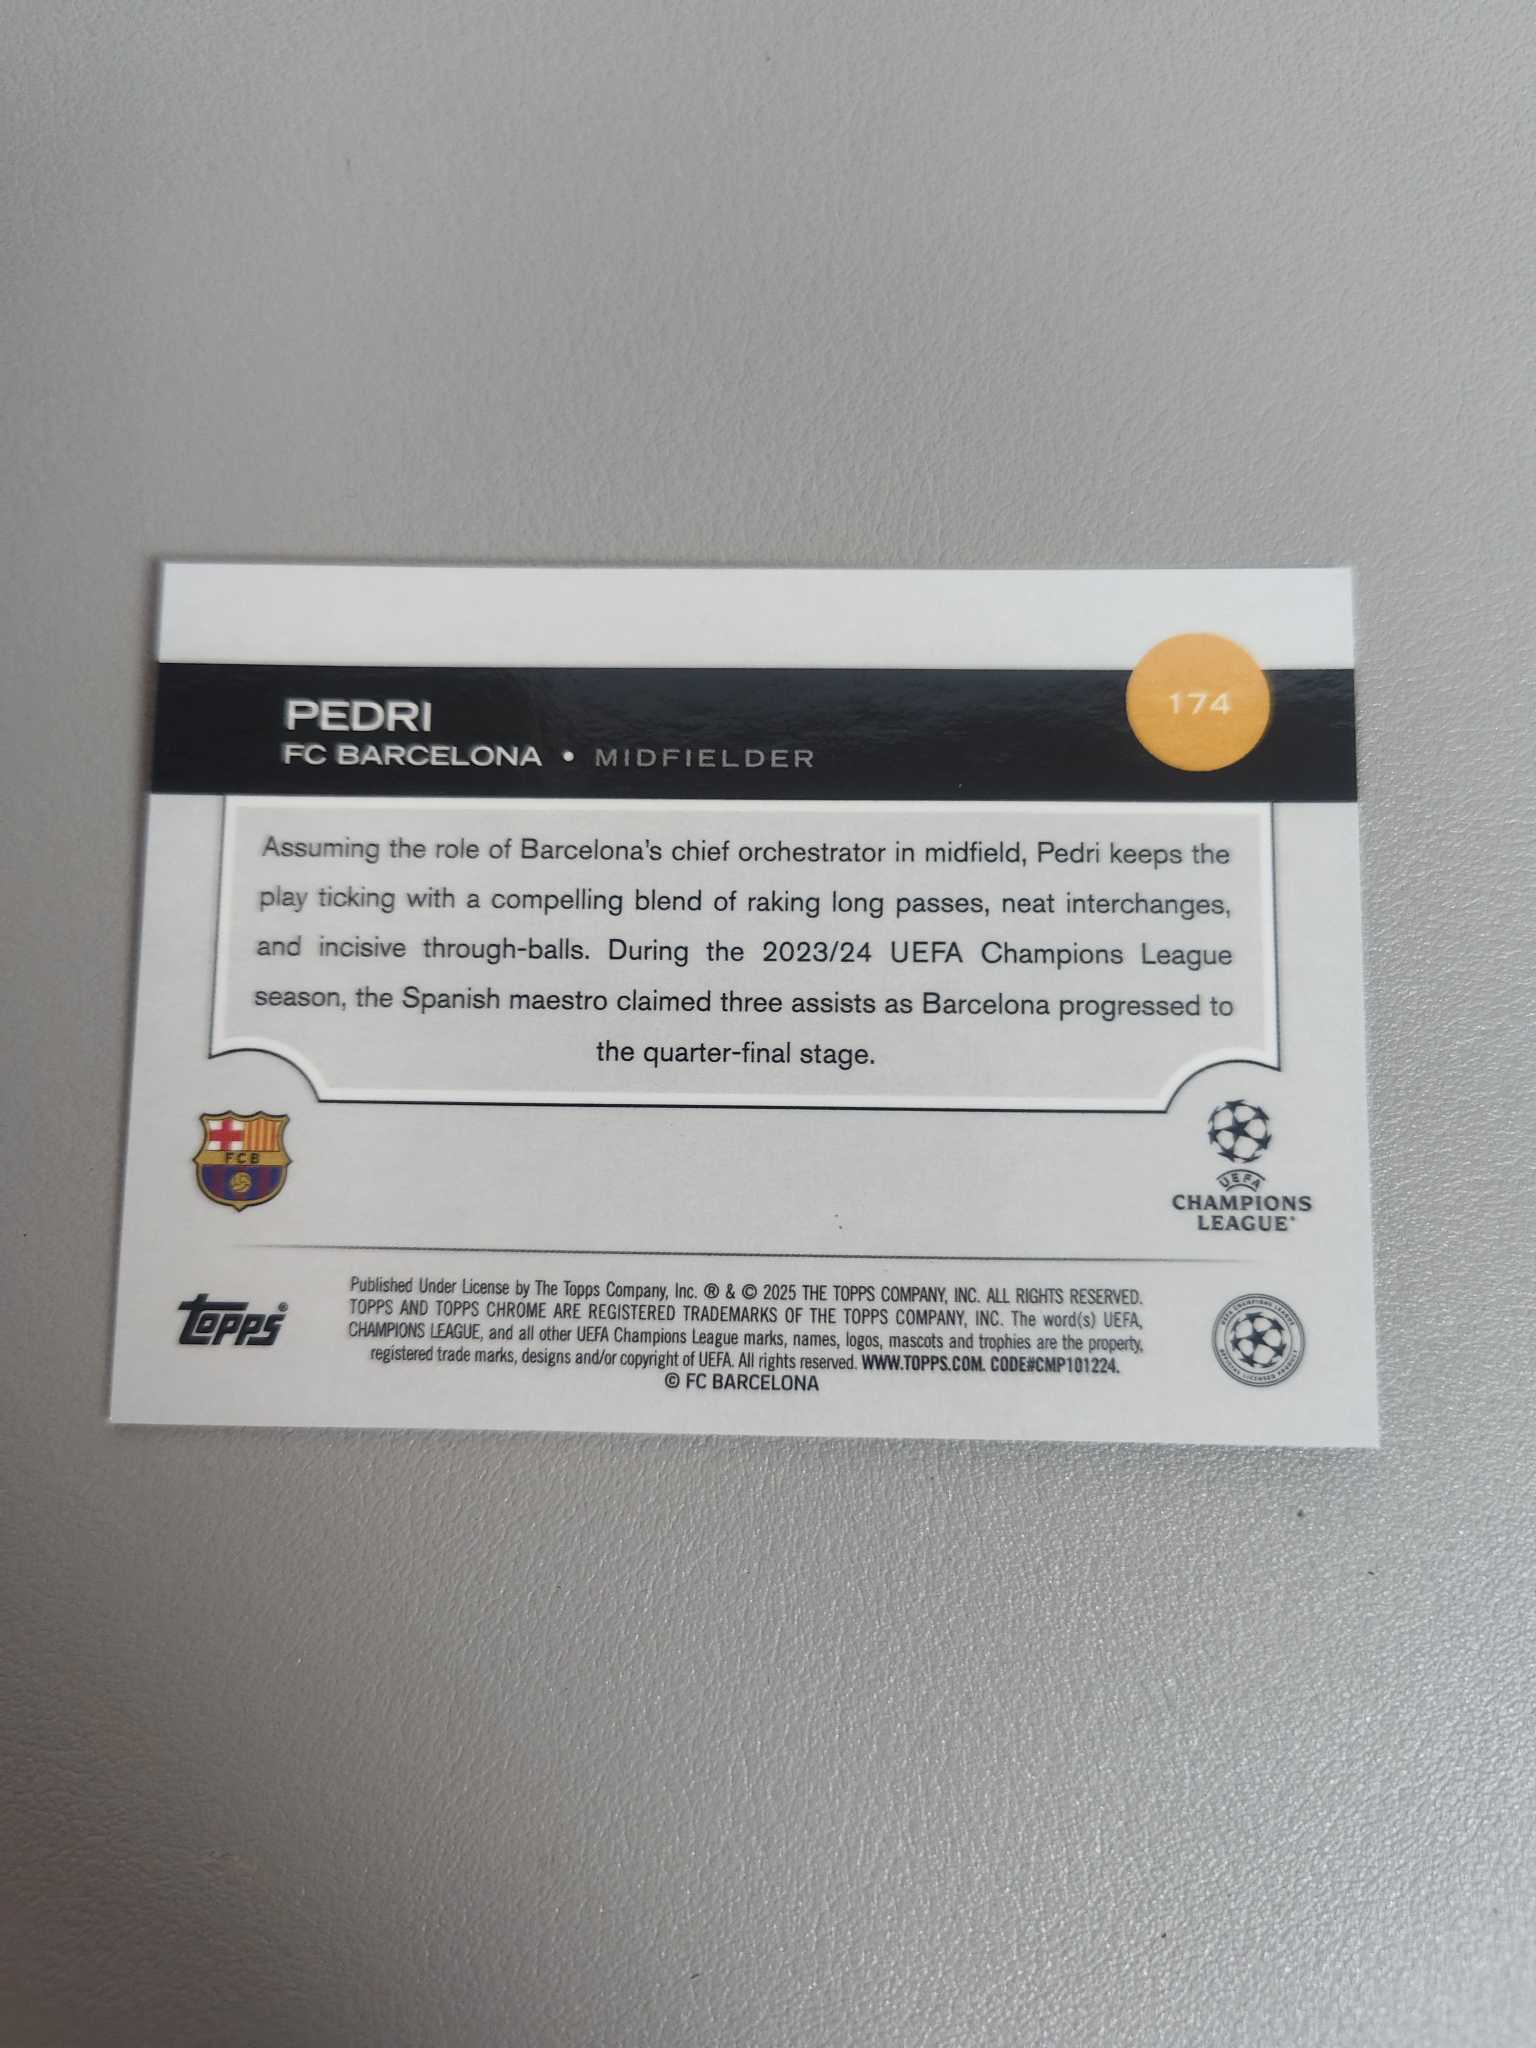 PEDRI
174
FC BARCELONA • MIDFIELDER
Assuming the role of Barcelona's chief orchestrator in midfield, Pedri keeps the
play ticking with a compelling blend of raking long passes, neat interchanges,
and incisive through-balls. During the 2023/24 UEFA Champions League
season, the Spanish maestro claimed three assists as Barcelona progressed to
the quarter-final stage.
FCB
UEFA
CHAMPIONS
LEAGUE®
Published Under License by The Topps Company, Inc. ® & © 2025 THE TOPPS COMPANY, INC. ALL RIGHTS RESERVED.
TOPPS AND TOPPS CHROME ARE REGISTERED TRADEMARKS OF THE TOPPS COMPANY, INC. The word(s) UEFA,
CHAMPIONS LEAGUE, and all other UEFA Champions League marks, names, logos, mascots and trophies are the property,
registered trade marks, designs and/or copyright of UEFA. All rights reserved. WWW.TOPPS.COM. CODE#CMP101224.
© FC BARCELONA
Topps®
UEFA CHAMPIONS LEAGUE
OFFICIAL LICENSED PRODUCT